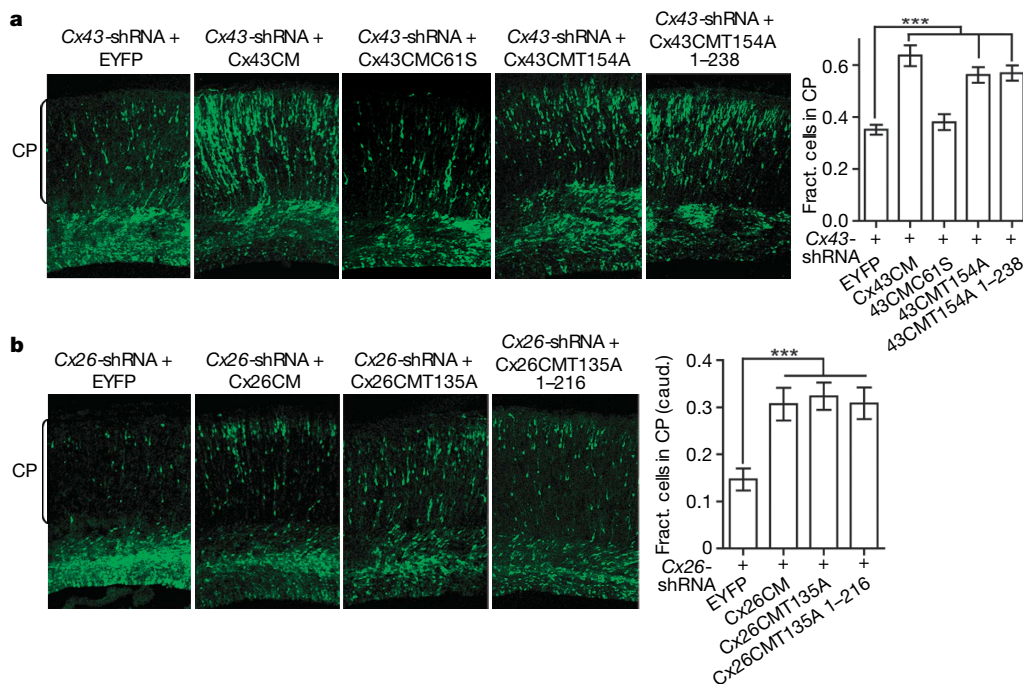 a
Cx43-shRNA +
EYFP
Cx43-shRNA +
Cx43CM
Cx43-shRNA +
Cx43CMC61S
Cx43-shRNA +
Cx43CMT154A
Cx43-shRNA +
Cx43CMT154A
1–238
CP
***
Fract. cells in CP
0.6
0.4
0.2
0.0
Cx43-
shRNA
+ + + + +
EYFP
Cx43CM
43CMC61S
43CMT154A
43CMT154A 1–238
b
Cx26-shRNA +
EYFP
Cx26-shRNA +
Cx26CM
Cx26-shRNA +
Cx26CMT135A
Cx26-shRNA +
Cx26CMT135A
1–216
CP
***
Fract. cells in CP (caud.)
0.4
0.3
0.2
0.1
0
Cx26-
shRNA
+ + + +
EYFP
Cx26CM
Cx26CMT135A
Cx26CMT135A 1–216